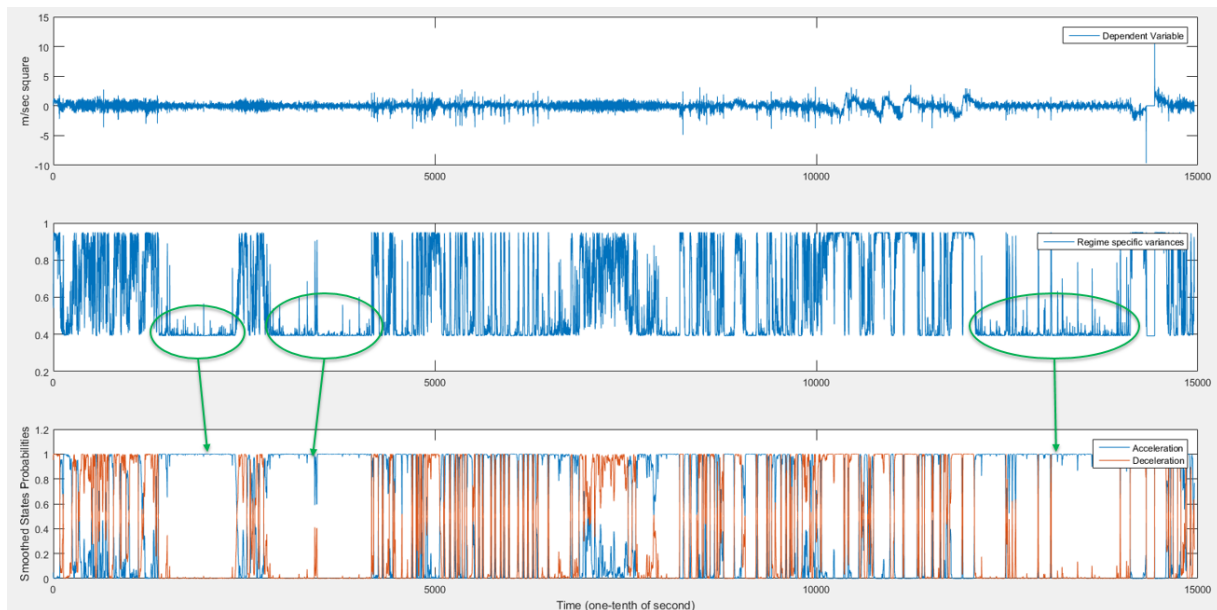 15
10
5
0
-5
-10
m/sec square
Dependent Variable
0 5000 10000 15000
1
0.8
0.6
0.4
0.2
Regime specific variances
0 5000 10000 15000
1.2
1
0.8
0.6
0.4
0.2
0
Smoothed States Probabilities
Acceleration
Deceleration
0 5000 10000 15000
Time (one-tenth of second)